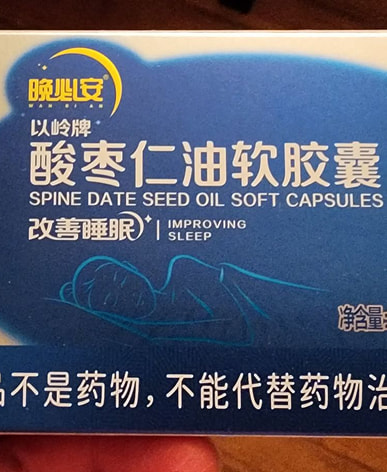 晚必安
WAN BI AN
以岭牌
酸枣仁油软胶囊
SPINE DATE SEED OIL SOFT CAPSULES
改善睡眠 | IMPROVING
SLEEP
净含量
品不是药物，不能代替药物治